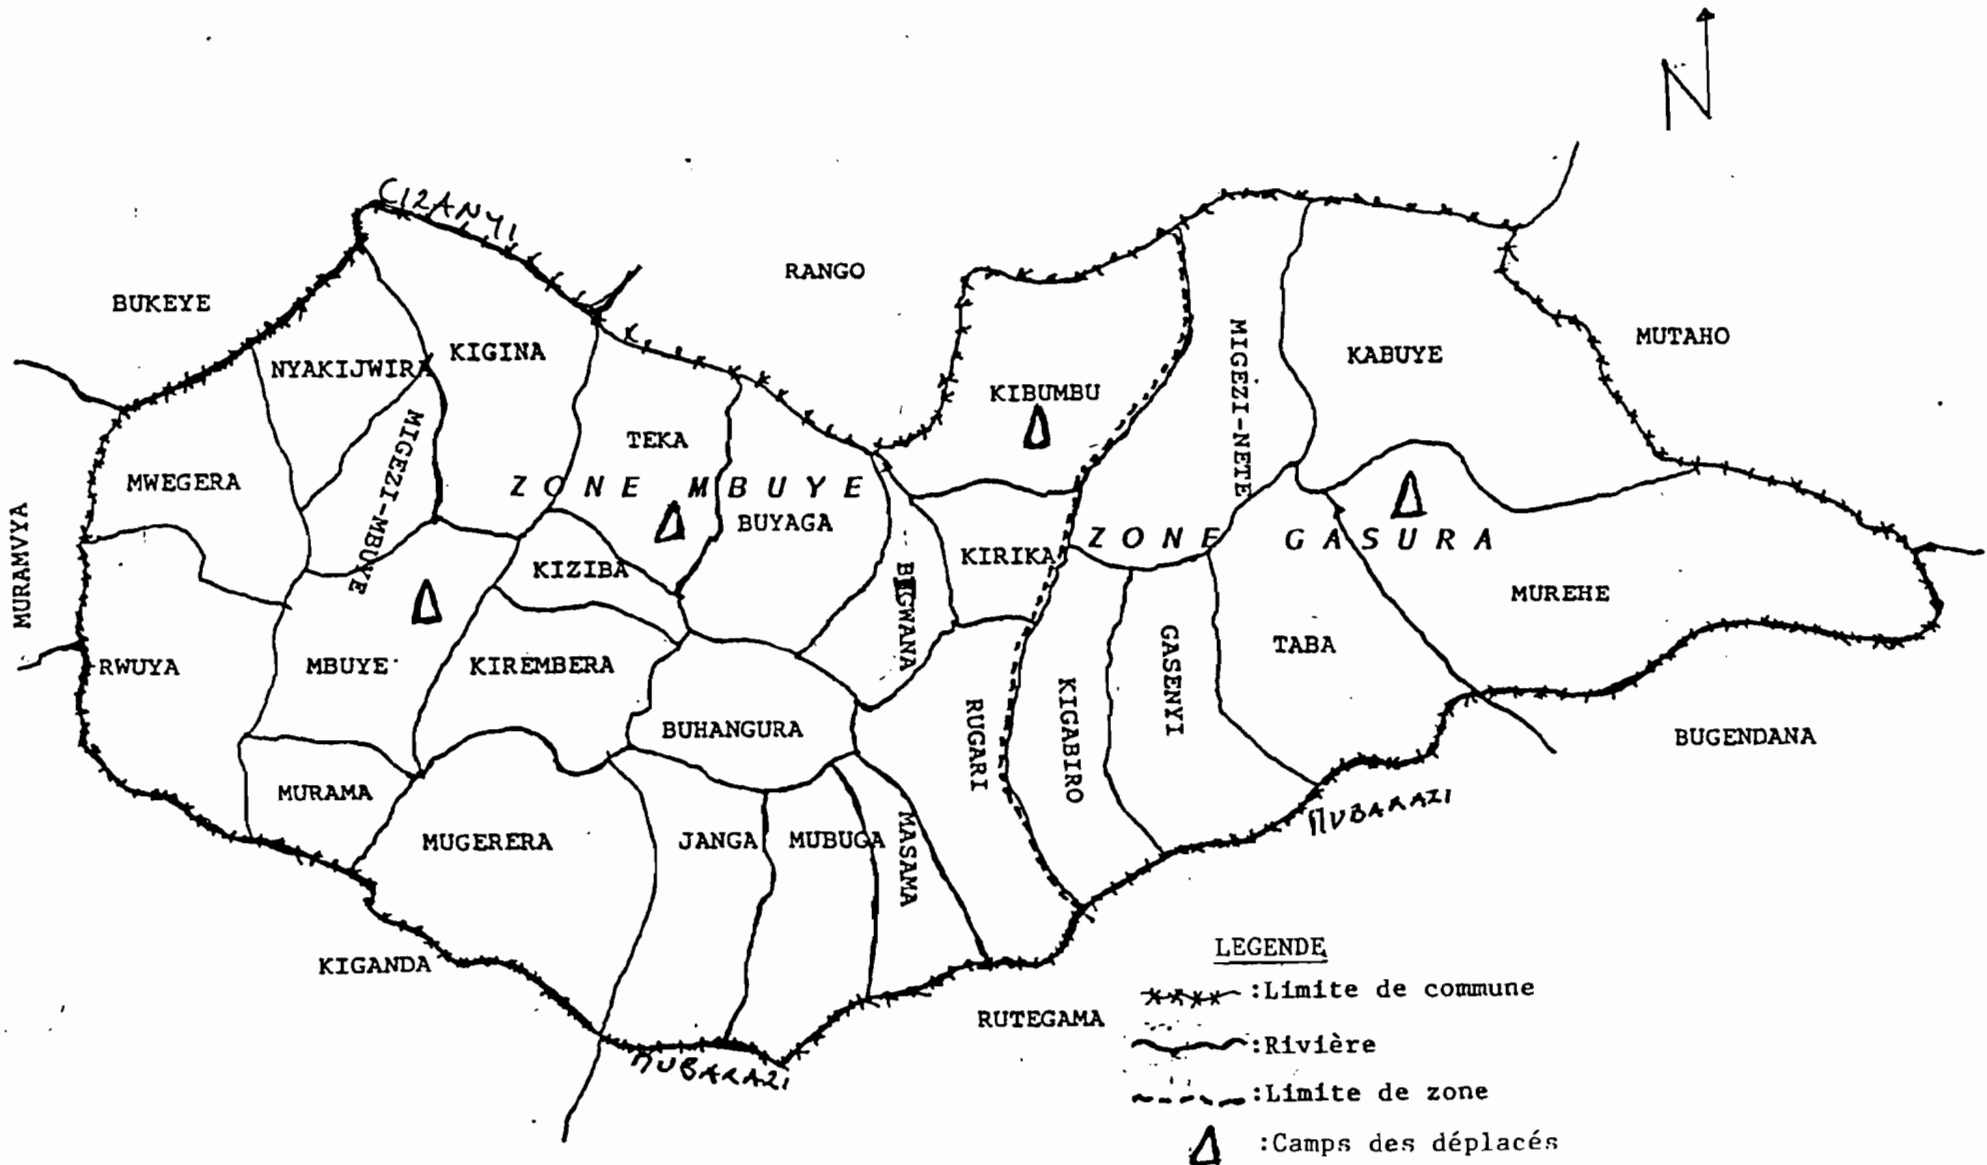 N
CIZANYI
RANGO
BUKEYE
MUTAHO
NYAKIJWIRA
KIGINA
KABUYE
KIBUMBU
MIGEZI-NETE
TEKA
MIGEZI-MBUYE
MWEGERA
ZONE MBUYE
BUYAGA
MURAMVYA
ZONE GASURA
KIRIKA
KIZIBA
MUREHE
TABA
RWUYA
MBUYE
KIREMBERA
GASENYI
KIGABIRO
RUGARI
BUHANGURA
BUGENDANA
MURAMA
MUBARAZI
MUGERERA
JANGA
MUBUGA
MASAMA
KIGANDA
RUTEGAMA
MUBARAZI
LEGENDE
:Limite de commune
:Rivière
:Limite de zone
:Camps des déplacés